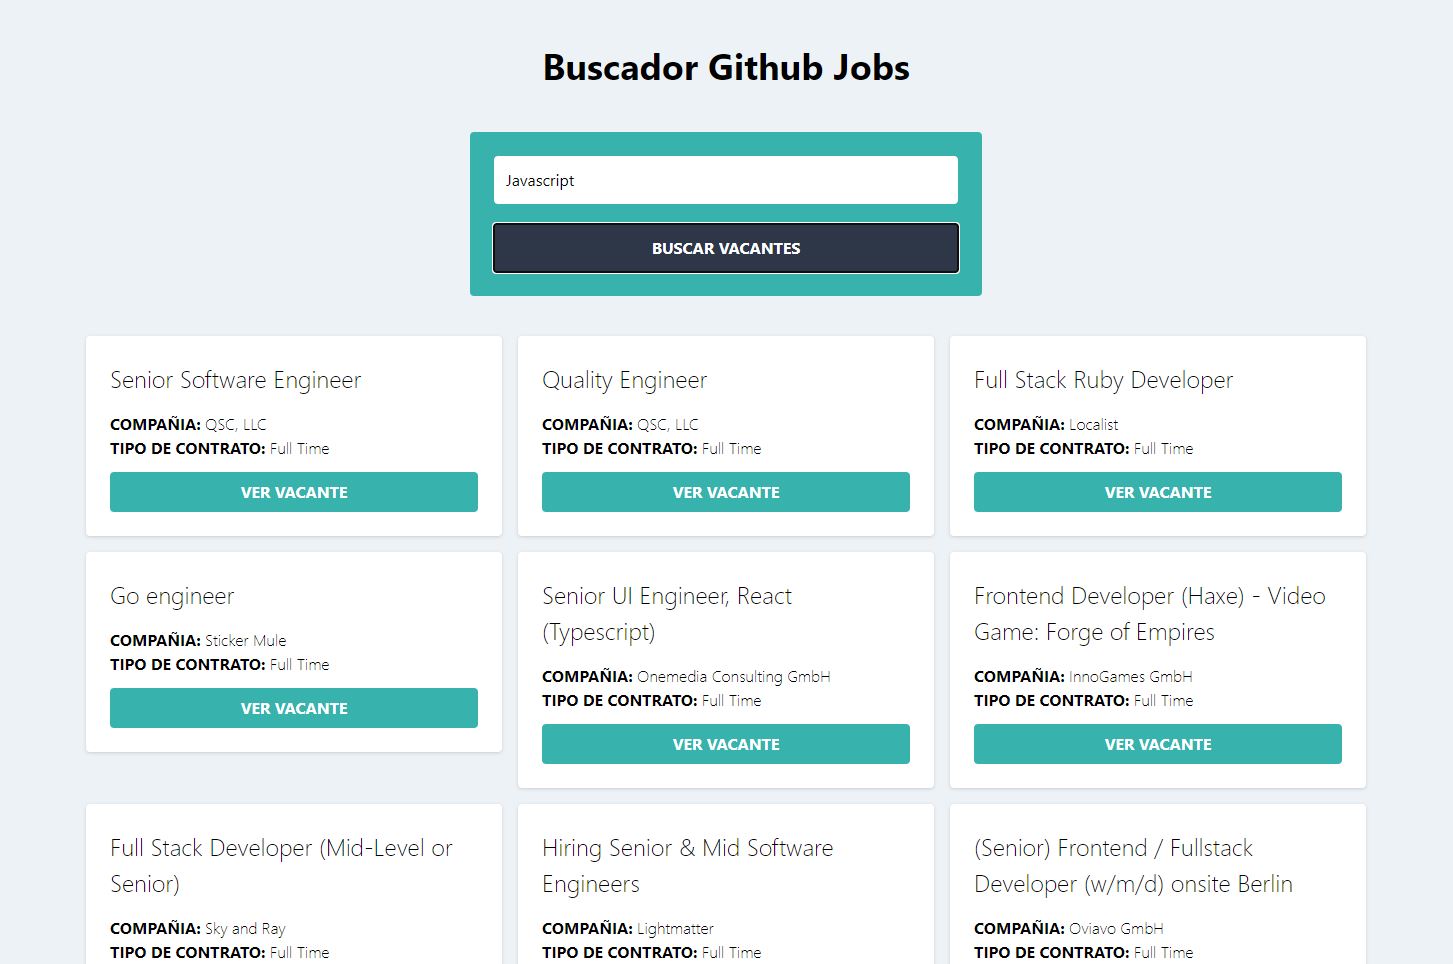 Buscador Github Jobs
Javascript
BUSCAR VACANTES
Senior Software Engineer
COMPAÑIA: QSC, LLC
TIPO DE CONTRATO: Full Time
VER VACANTE
Quality Engineer
COMPAÑIA: QSC, LLC
TIPO DE CONTRATO: Full Time
VER VACANTE
Full Stack Ruby Developer
COMPAÑIA: Localist
TIPO DE CONTRATO: Full Time
VER VACANTE
Go engineer
COMPAÑIA: Sticker Mule
TIPO DE CONTRATO: Full Time
VER VACANTE
Senior UI Engineer, React
(Typescript)
COMPAÑIA: Onemedia Consulting GmbH
TIPO DE CONTRATO: Full Time
VER VACANTE
Frontend Developer (Haxe) - Video
Game: Forge of Empires
COMPAÑIA: InnoGames GmbH
TIPO DE CONTRATO: Full Time
VER VACANTE
Full Stack Developer (Mid-Level or
Senior)
COMPAÑIA: Sky and Ray
TIPO DE CONTRATO: Full Time
Hiring Senior & Mid Software
Engineers
COMPAÑIA: Lightmatter
TIPO DE CONTRATO: Full Time
(Senior) Frontend / Fullstack
Developer (w/m/d) onsite Berlin
COMPAÑIA: Oviavo GmbH
TIPO DE CONTRATO: Full Time